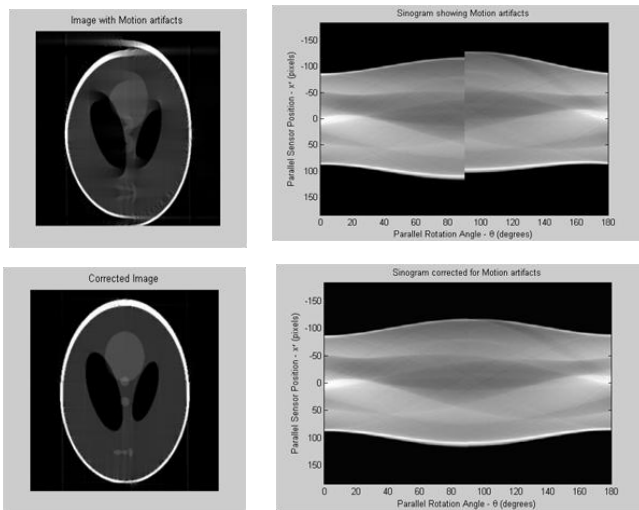 Image with Motion artifacts
Sinogram showing Motion artifacts
Parallel Sensor Position - x' (pixels)
-150
-100
-50
0
50
100
150
0 20 40 60 80 100 120 140 160 180
Parallel Rotation Angle - θ (degrees)
Corrected Image
Sinogram corrected for Motion artifacts
Parallel Sensor Position - x' (pixels)
-150
-100
-50
0
50
100
150
0 20 40 60 80 100 120 140 160 180
Parallel Rotation Angle - θ (degrees)